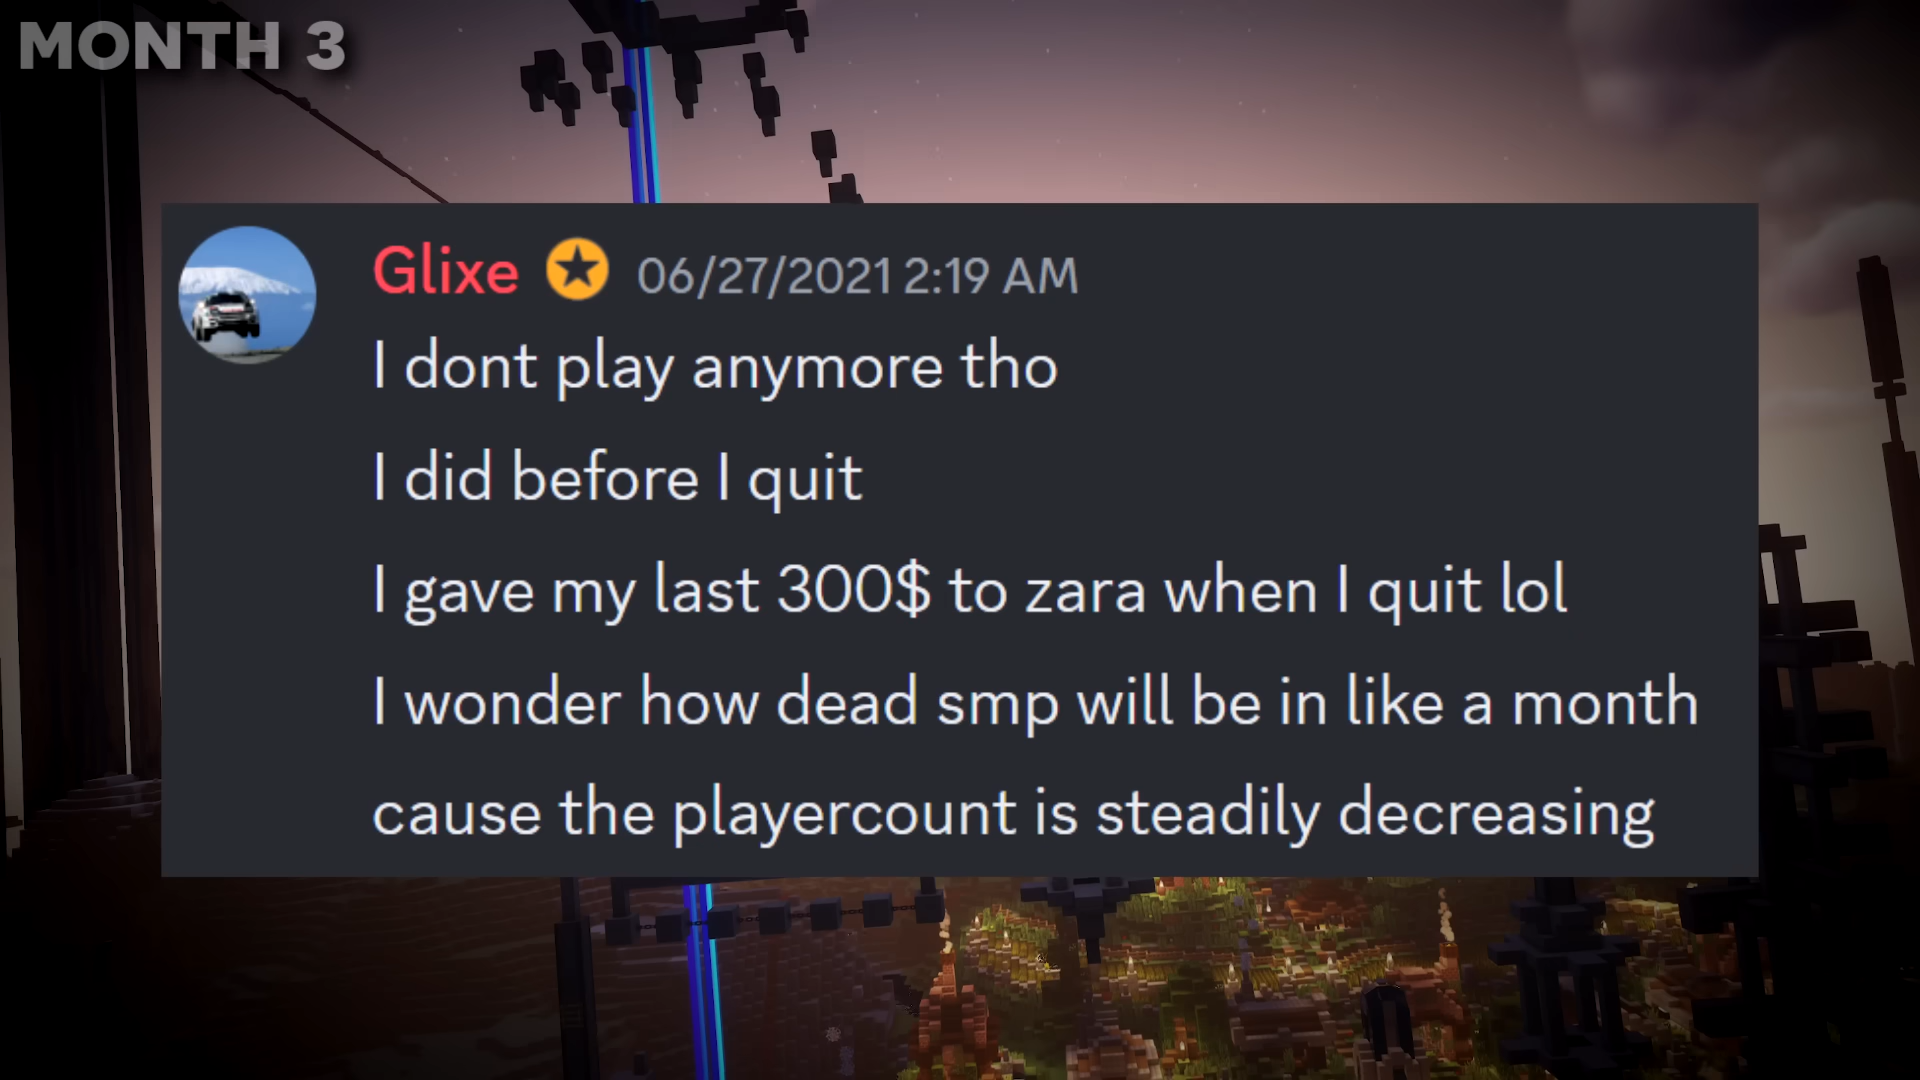 MONTH 3
Glixe 06/27/2021 2:19 AM
I dont play anymore tho
I did before I quit
I gave my last 300$ to zara when I quit lol
I wonder how dead smp will be in like a month
cause the playercount is steadily decreasing